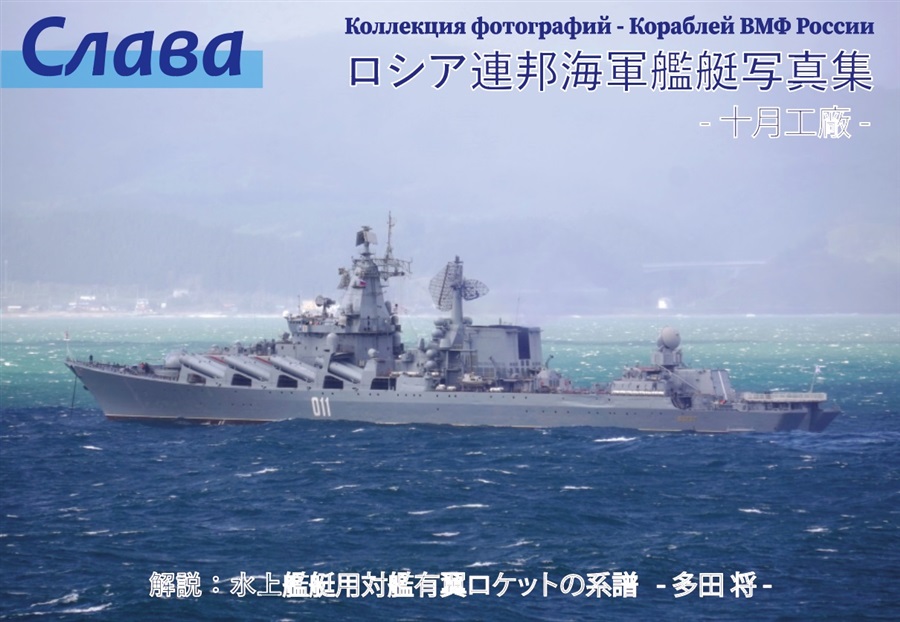 Слава
Коллекция фотографий - Кораблей ВМФ России
ロシア連邦海軍艦艇写真集
- 十月工廠 -
011
解説：水上艦艇用対艦有翼ロケットの系譜 - 多田 将 -